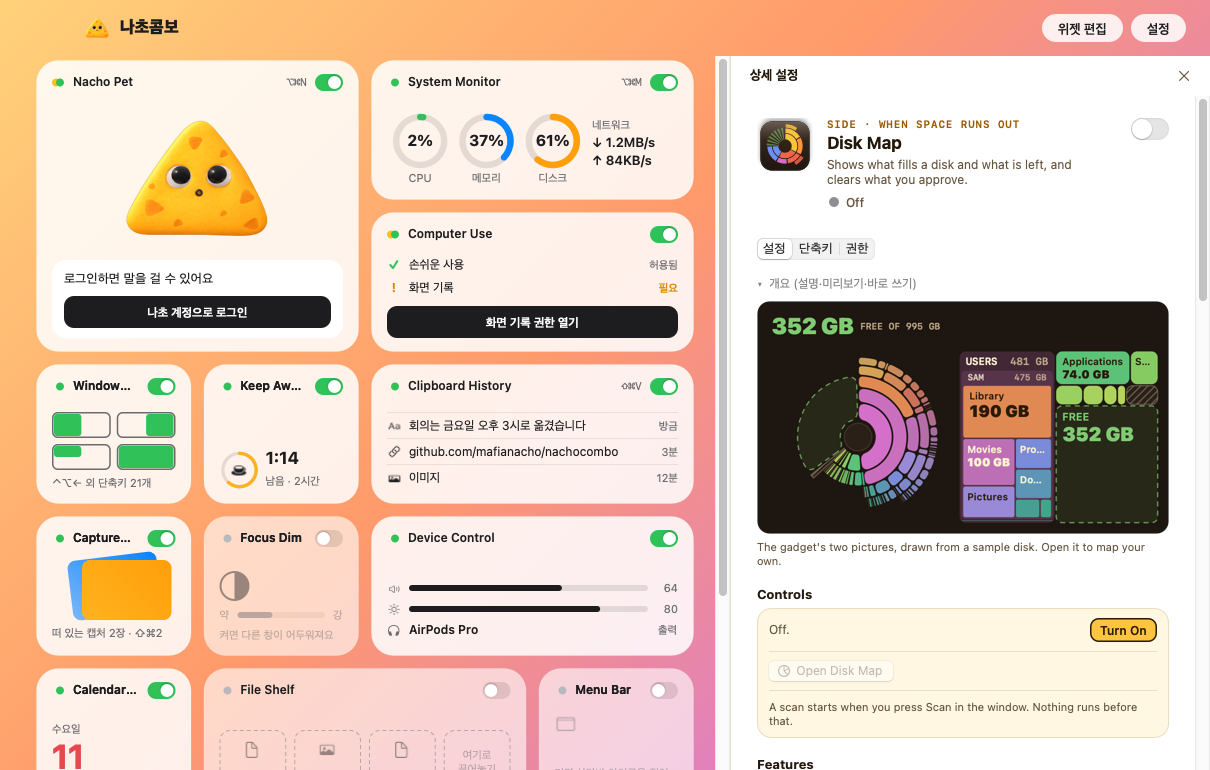 나초콤보
위젯 편집
설정
Nacho Pet
⌥⌘N
로그인하면 말을 걸 수 있어요
나초 계정으로 로그인
System Monitor
⌥⌘M
2%
37%
61%
CPU
메모리
디스크
네트워크
↓ 1.2MB/s
↑ 84KB/s
Computer Use
손쉬운 사용
허용됨
! 화면 기록
필요
화면 기록 권한 열기
Window...
^⌥← 외 단축키 21개
Keep Aw...
1:14
남음 · 2시간
Clipboard History
⇧⌘V
Aa 회의는 금요일 오후 3시로 옮겼습니다 방금
github.com/mafianacho/nachocombo 3분
이미지 12분
Capture...
떠 있는 캡처 2장 · ⇧⌘2
Focus Dim
약
강
켜면 다른 창이 어두워져요
Device Control
64
80
AirPods Pro
출력
Calendar...
수요일
11
File Shelf
여기로
끌어놓기
Menu Bar
상세 설정
SIDE · WHEN SPACE RUNS OUT
Disk Map
Shows what fills a disk and what is left, and
clears what you approve.
Off
설정
단축키
권한
개요 (설명·미리보기·바로 쓰기)
352 GB FREE OF 995 GB
USERS 481 GB
SAM 475 GB
Library
190 GB
Movies
100 GB
Pictures
Pro...
Do...
Applications
74.0 GB
S...
FREE
352 GB
The gadget's two pictures, drawn from a sample disk. Open it to map your
own.
Controls
Off.
Turn On
Open Disk Map
A scan starts when you press Scan in the window. Nothing runs before
that.
Features